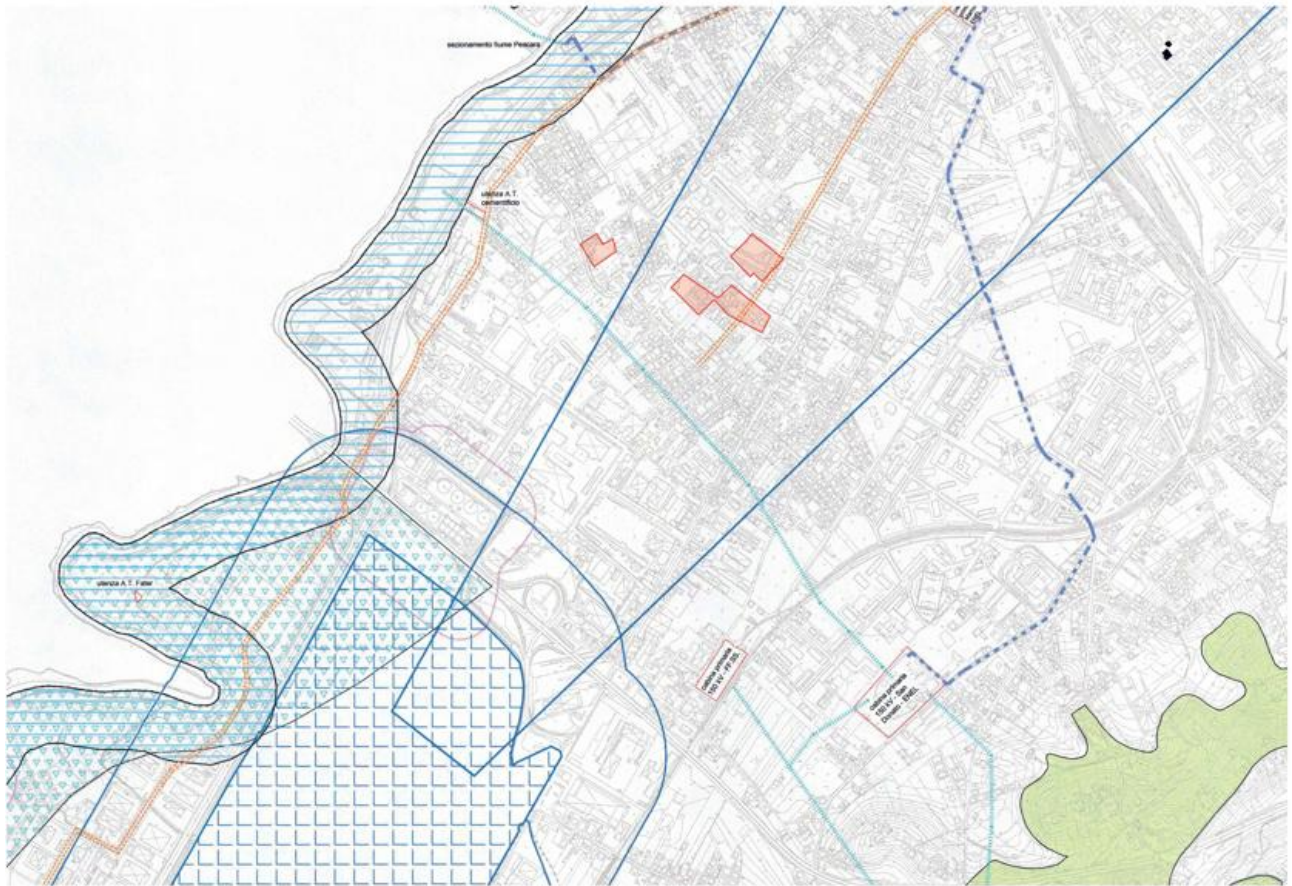 sezionamento fiume Pescara
utenza A.T.
cementificio
utenza A.T. Fater
cabina primaria
150 kV - FF.SS.
cabina primaria
150 kV - San
Donato - ENEL